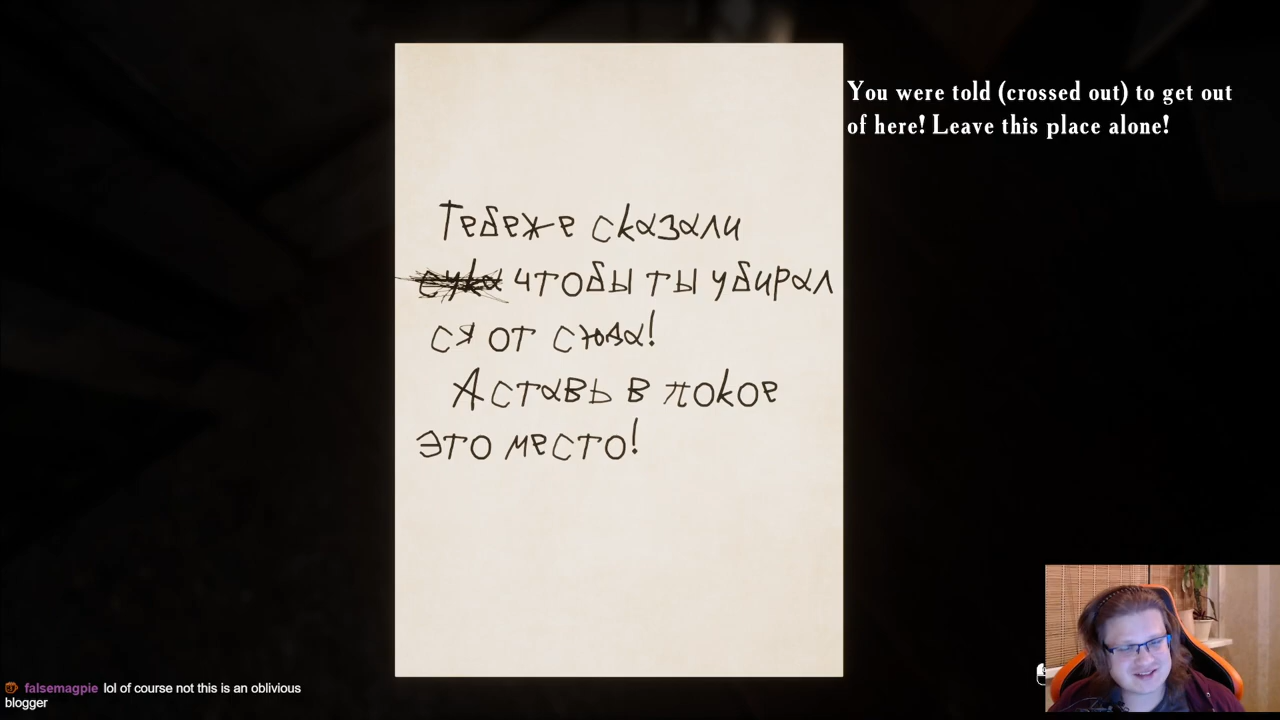 You were told (crossed out) to get out
of here! Leave this place alone!
Тебеже сказали
сука чтобы ты убирал
ся от сюда!
Аставь в покое
это место!
falsemagpie lol of course not this is an oblivious
blogger